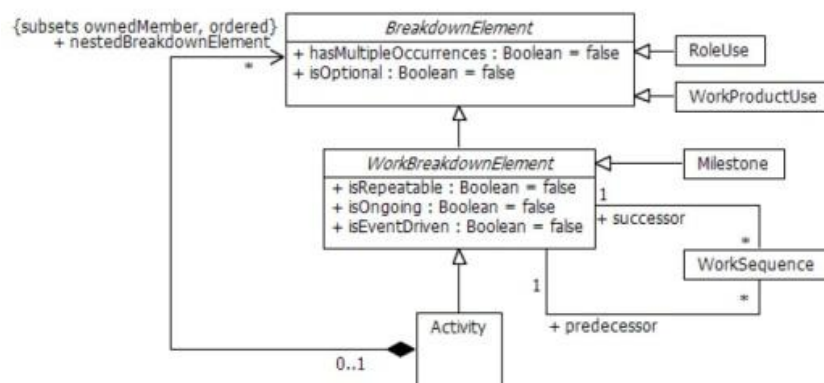 {subsets ownedMember, ordered}
+ nestedBreakdownElement
*
BreakdownElement
+ hasMultipleOccurrences : Boolean = false
+ isOptional : Boolean = false
RoleUse
WorkProductUse
WorkBreakdownElement
+ isRepeatable : Boolean = false
+ isOngoing : Boolean = false
+ isEventDriven : Boolean = false
Milestone
1
+ successor
*
WorkSequence
*
1
+ predecessor
Activity
0..1